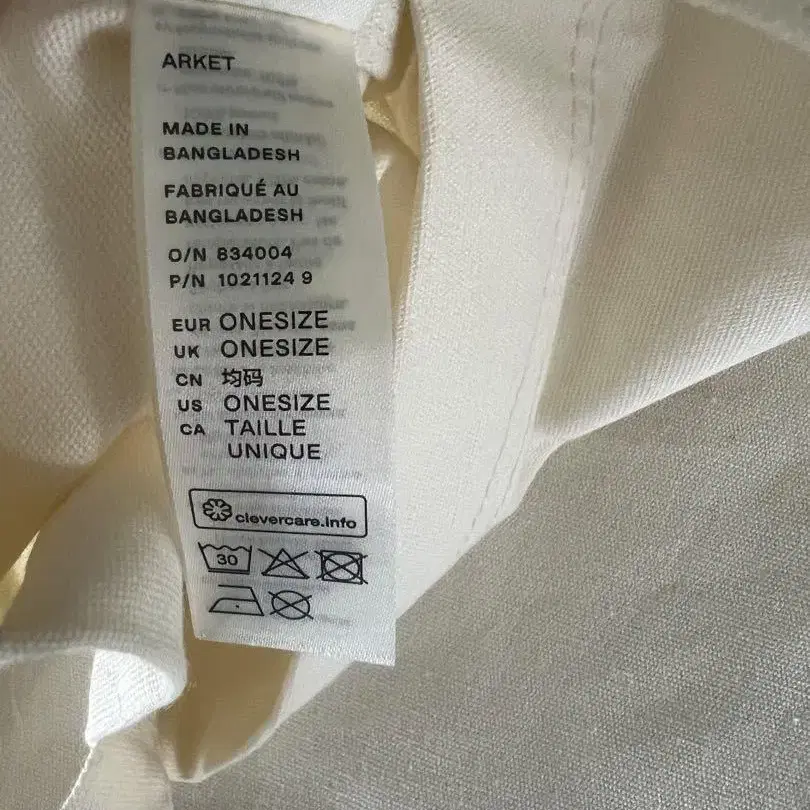 ARKET
MADE IN
BANGLADESH
FABRIQUÉ AU
BANGLADESH
O/N 834004
P/N 1021124 9
EUR ONESIZE
UK ONESIZE
CN 均码
US ONESIZE
CA TAILLE
UNIQUE
clevercare.info
30